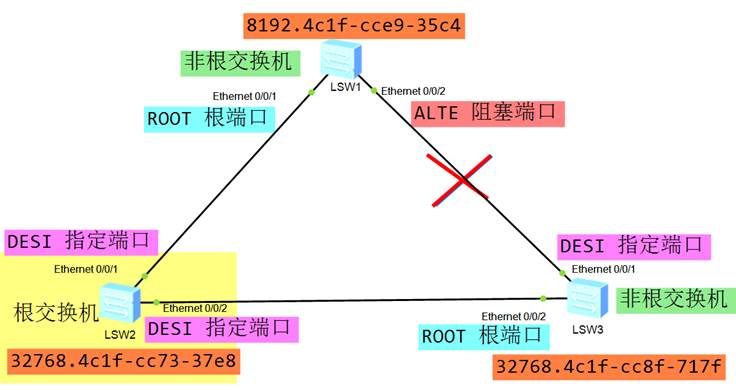 8192.4c1f-cce9-35c4
非根交换机
LSW1
Ethernet 0/0/1
Ethernet 0/0/2
ROOT 根端口
ALTE 阻塞端口
DESI 指定端口
DESI 指定端口
Ethernet 0/0/1
Ethernet 0/0/1
根交换机
非根交换机
Ethernet 0/0/2
Ethernet 0/0/2
LSW2
DESI 指定端口
ROOT 根端口
LSW3
32768.4c1f-cc73-37e8
32768.4c1f-cc8f-717f